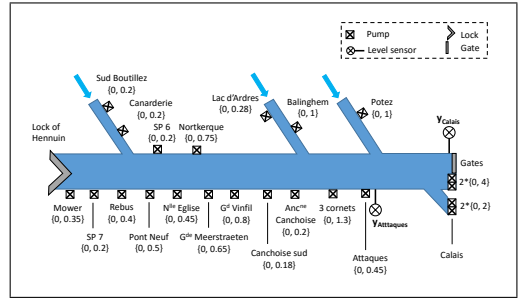 Pump
Level sensor
Lock
Gate
Sud Boutillez
{0, 0.2}
Canarderie
{0, 0.2}
SP 6
{0, 0.2}
Nortkerque
{0, 0.75}
Lac d'Ardres
{0, 0.28}
Balinghem
{0, 1}
Potez
{0, 1}
yCalais
Lock of
Hennuin
Gates
2*{0, 4}
2*{0, 2}
Calais
Mower
{0, 0.35}
SP 7
{0, 0.2}
Rebus
{0, 0.4}
Pont Neuf
{0, 0.5}
Nlle Eglise
{0, 0.45}
Gde Meerstraeten
{0, 0.65}
Gd Vinfil
{0, 0.8}
Canchoise sud
{0, 0.18}
Ancne
Canchoise
{0, 0.2}
3 cornets
{0, 1.3}
Attaques
{0, 0.45}
yAtttaques